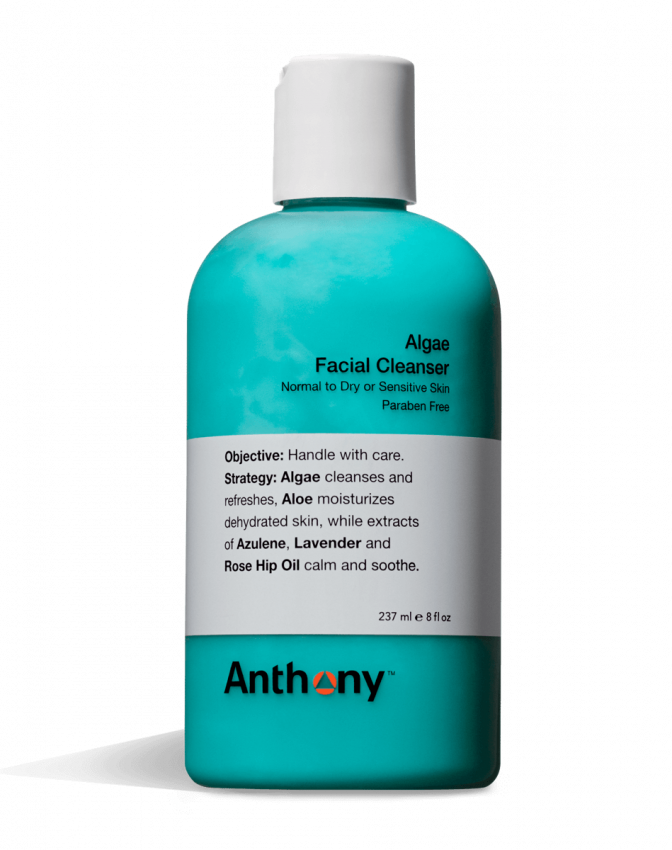 Algae
Facial Cleanser
Normal to Dry or Sensitive Skin
Paraben Free
Objective: Handle with care.
Strategy: Algae cleanses and
refreshes, Aloe moisturizes
dehydrated skin, while extracts
of Azulene, Lavender and
Rose Hip Oil calm and soothe.
237 ml e 8 fl oz
Anthony™